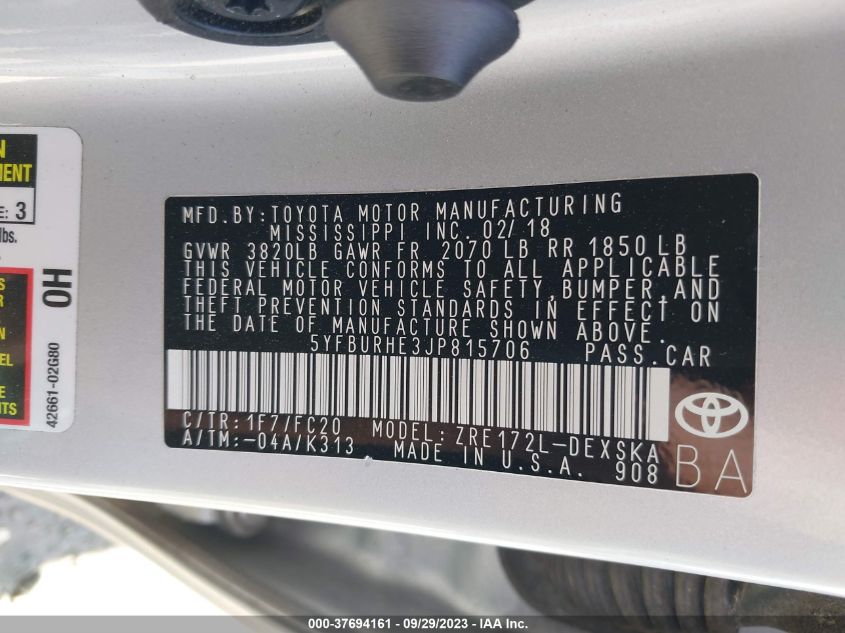 MFD.BY:TOYOTA MOTOR MANUFACTURING
MISSISSIPPI INC.02/18
GVWR 3820LB GAWR FR 2070 LB RR 1850 LB
THIS VEHICLE CONFORMS TO ALL APPLICABLE
FEDERAL MOTOR VEHICLE SAFETY,BUMPER,AND
THEFT PREVENTION STANDARDS IN EFFECT ON
THE DATE OF MANUFACTURE SHOWN ABOVE.
5YFBURHE3JP815706 PASS.CAR
C/TR:1F7/FC20 MODEL:ZRE172L-DEXSKA
A/TM:-04A/K313 MADE IN U.S.A. 908
BA
3
lbs.
0H
42661-02G80
000-37694161 - 09/29/2023 - IAA Inc.